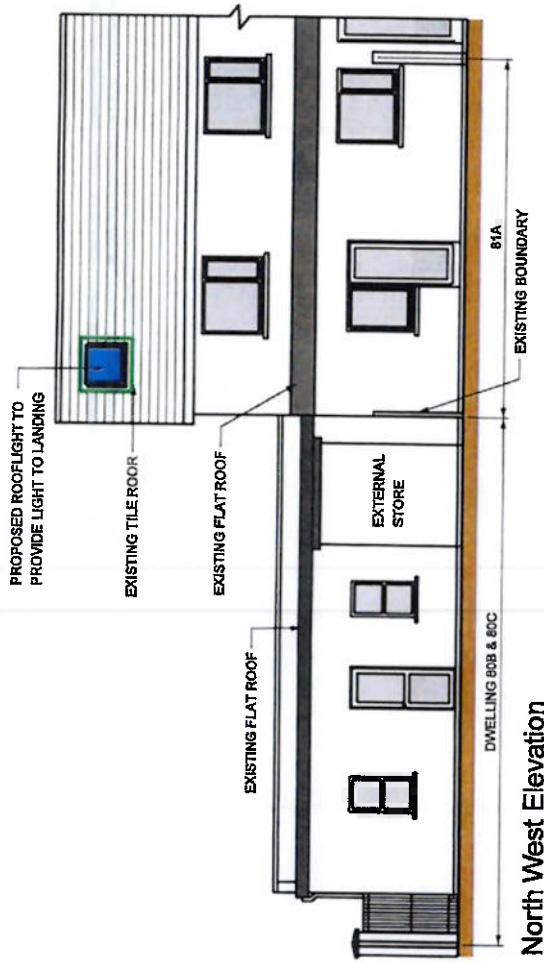 PROPOSED ROOFLIGHT TO
PROVIDE LIGHT TO LANDING
EXISTING TILE ROOR
EXISTING FLAT ROOF
EXISTING FLAT ROOF
EXTERNAL
STORE
DWELLING 80B & 80C
81A
EXISTING BOUNDARY
North West Elevation